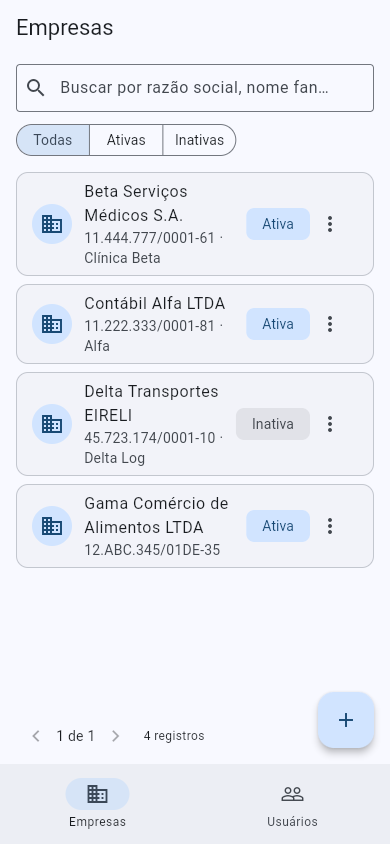 Empresas
Buscar por razão social, nome fan...
Todas
Ativas
Inativas
Beta Serviços
Médicos S.A.
11.444.777/0001-61 ·
Clínica Beta
Ativa
Contábil Alfa LTDA
11.222.333/0001-81 ·
Alfa
Ativa
Delta Transportes
EIRELI
45.723.174/0001-10 ·
Delta Log
Inativa
Gama Comércio de
Alimentos LTDA
12.ABC.345/01DE-35
Ativa
1 de 1
4 registros
Empresas
Usuários